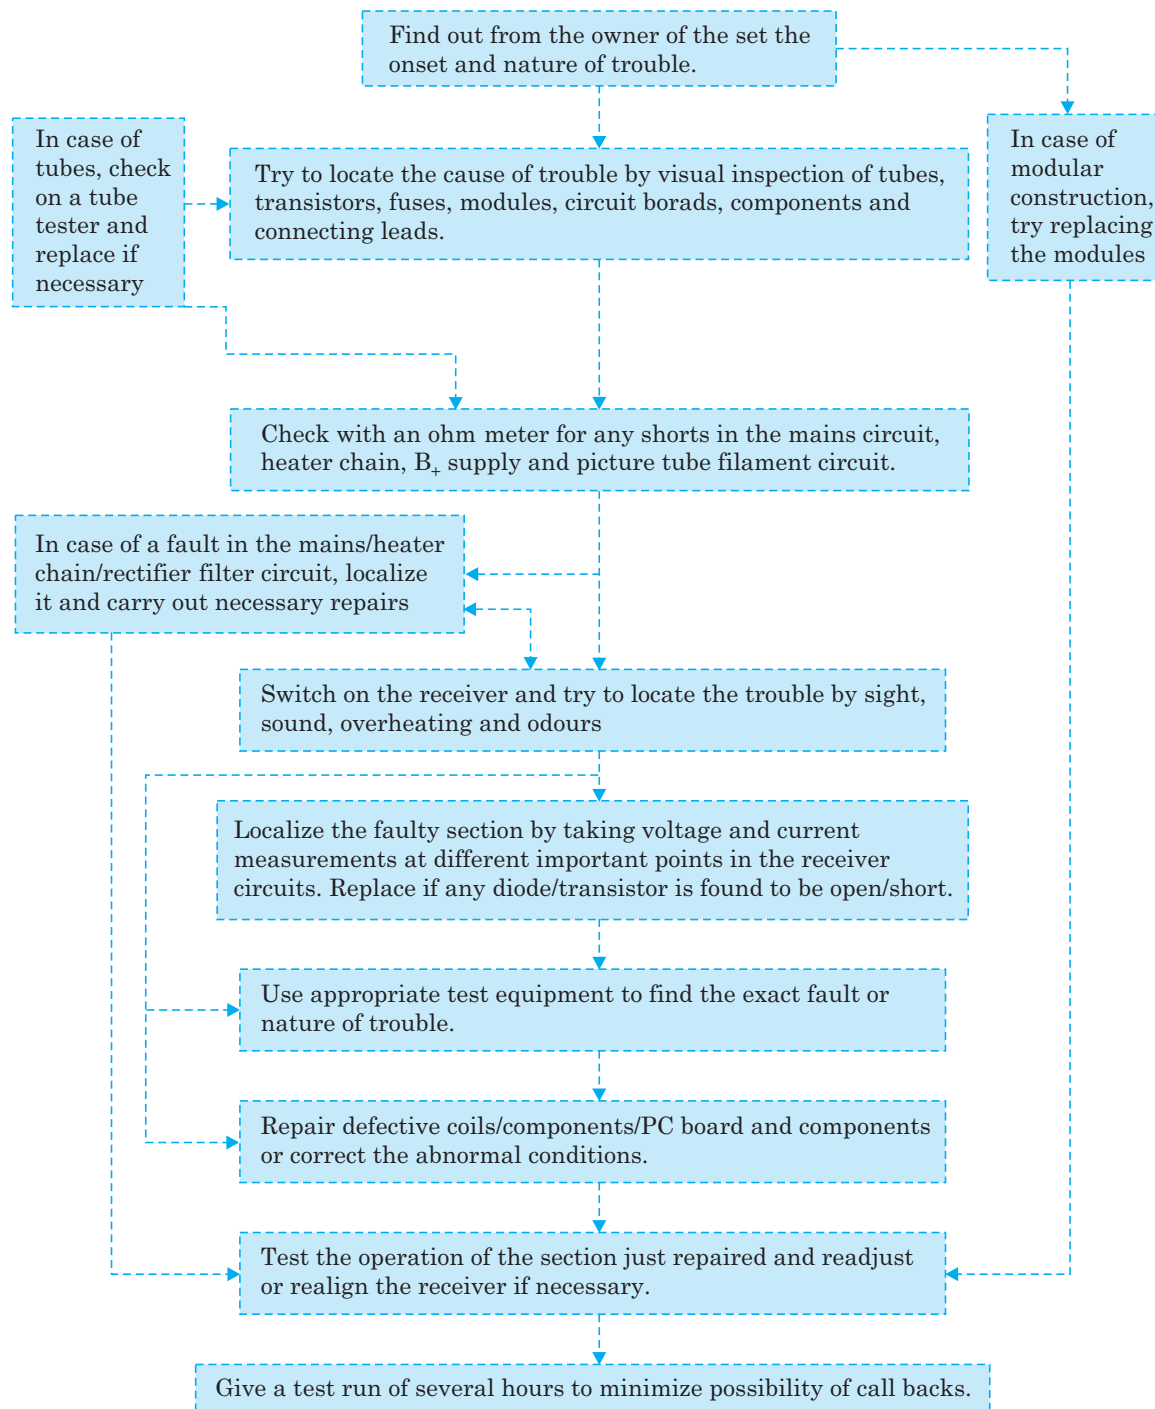 Find out from the owner of the set the
onset and nature of trouble.
In case of
tubes, check
on a tube
tester and
replace if
necessary
Try to locate the cause of trouble by visual inspection of tubes,
transistors, fuses, modules, circuit borads, components and
connecting leads.
In case of
modular
construction,
try replacing
the modules
Check with an ohm meter for any shorts in the mains circuit,
heater chain, B₊ supply and picture tube filament circuit.
In case of a fault in the mains/heater
chain/rectifier filter circuit, localize
it and carry out necessary repairs
Switch on the receiver and try to locate the trouble by sight,
sound, overheating and odours
Localize the faulty section by taking voltage and current
measurements at different important points in the receiver
circuits. Replace if any diode/transistor is found to be open/short.
Use appropriate test equipment to find the exact fault or
nature of trouble.
Repair defective coils/components/PC board and components
or correct the abnormal conditions.
Test the operation of the section just repaired and readjust
or realign the receiver if necessary.
Give a test run of several hours to minimize possibility of call backs.